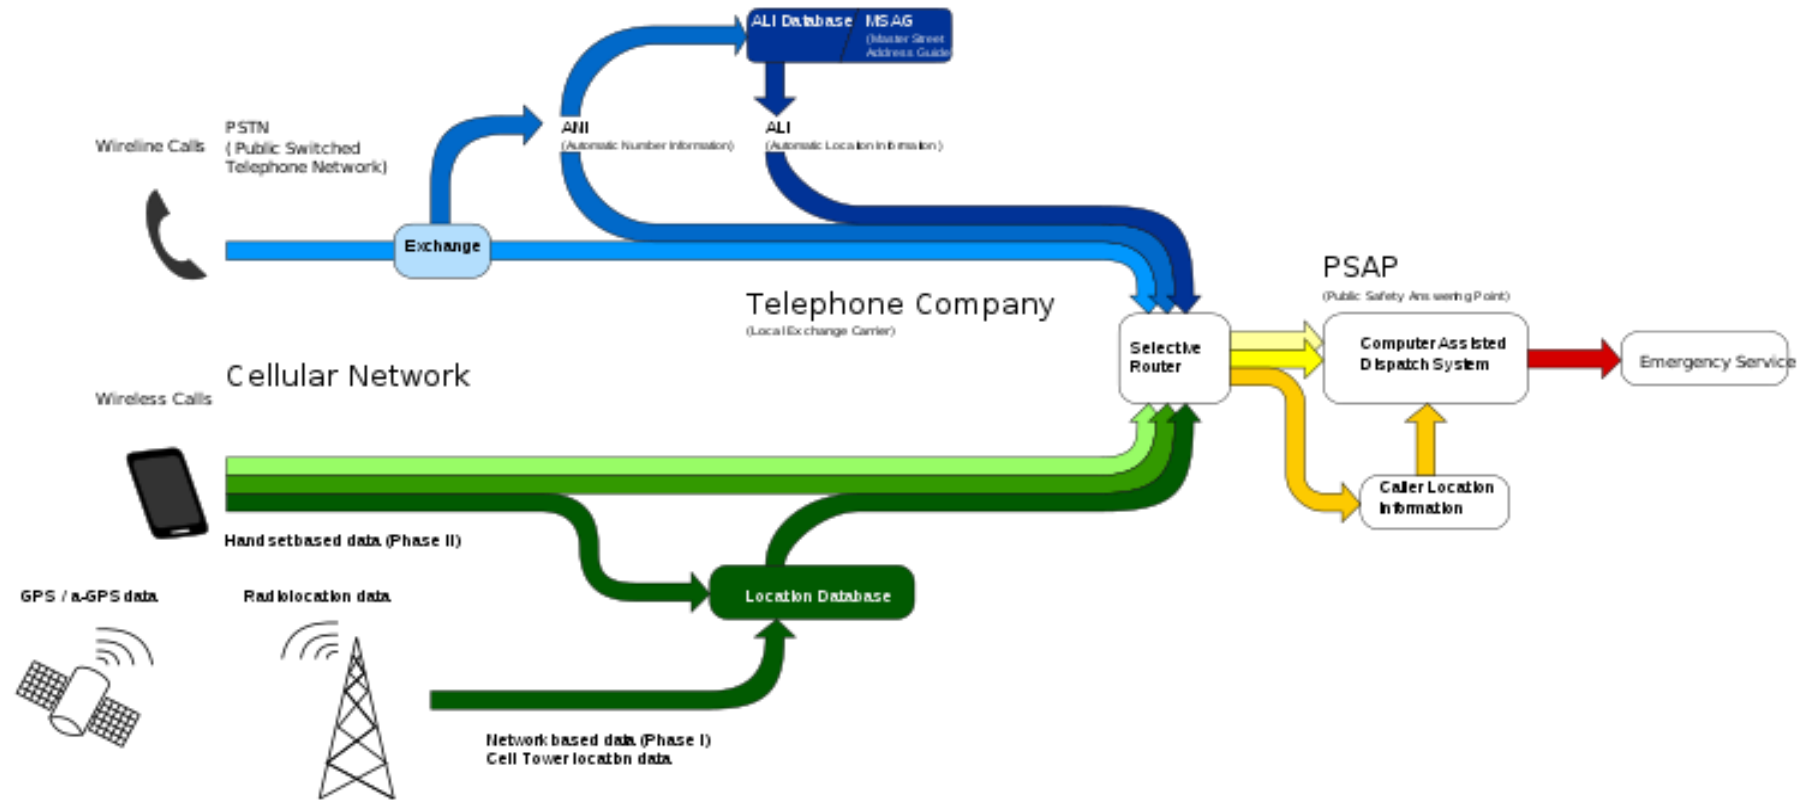 ALI Database
MSAG
(Master Street
Address Guide
PSTN
( Public Switched
Telephone Network)
Wireline Calls
ANI
(Automatic Number Information)
ALI
(Automatic Location Information)
Exchange
PSAP
(Public Safety Answering Point)
Telephone Company
(Local Exchange Carrier)
Selective
Router
Computer Assisted
Dispatch System
Emergency Service
Cellular Network
Wireless Calls
Caller Location
Information
Handset based data (Phase II)
GPS / a-GPS data
Radiolocation data
Location Database
Network based data (Phase I)
Cell Tower location data